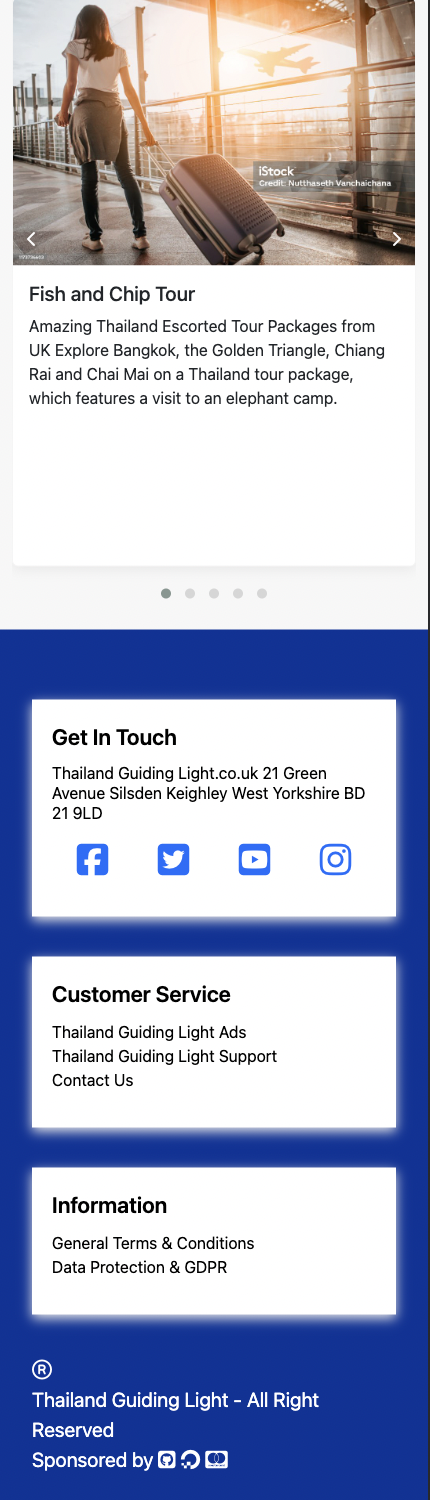 iStock
Credit: Nutthaseth Vanchaichana
Fish and Chip Tour
Amazing Thailand Escorted Tour Packages from
UK Explore Bangkok, the Golden Triangle, Chiang
Rai and Chai Mai on a Thailand tour package,
which features a visit to an elephant camp.
Get In Touch
Thailand Guiding Light.co.uk 21 Green
Avenue Silsden Keighley West Yorkshire BD
21 9LD
Customer Service
Thailand Guiding Light Ads
Thailand Guiding Light Support
Contact Us
Information
General Terms & Conditions
Data Protection & GDPR
®
Thailand Guiding Light - All Right
Reserved
Sponsored by